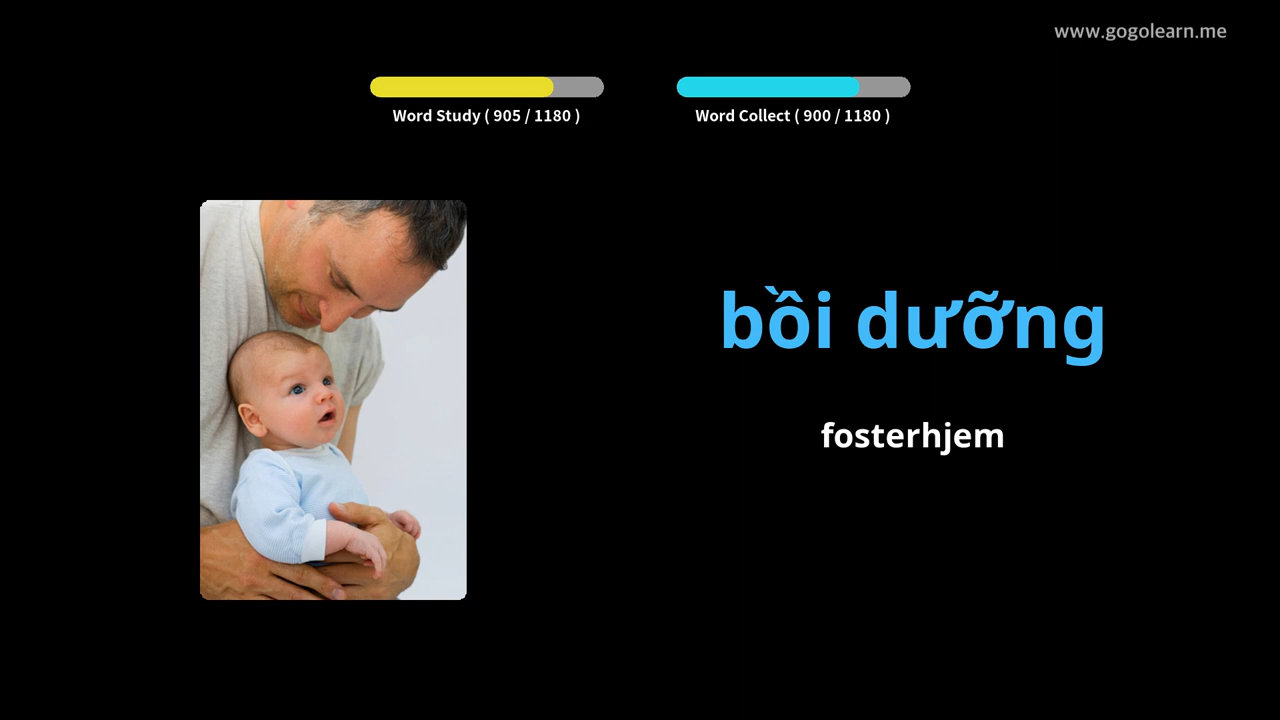 www.gogolearn.me
Word Study ( 905 / 1180 )
Word Collect ( 900 / 1180 )
bồi dưỡng
fosterhjem